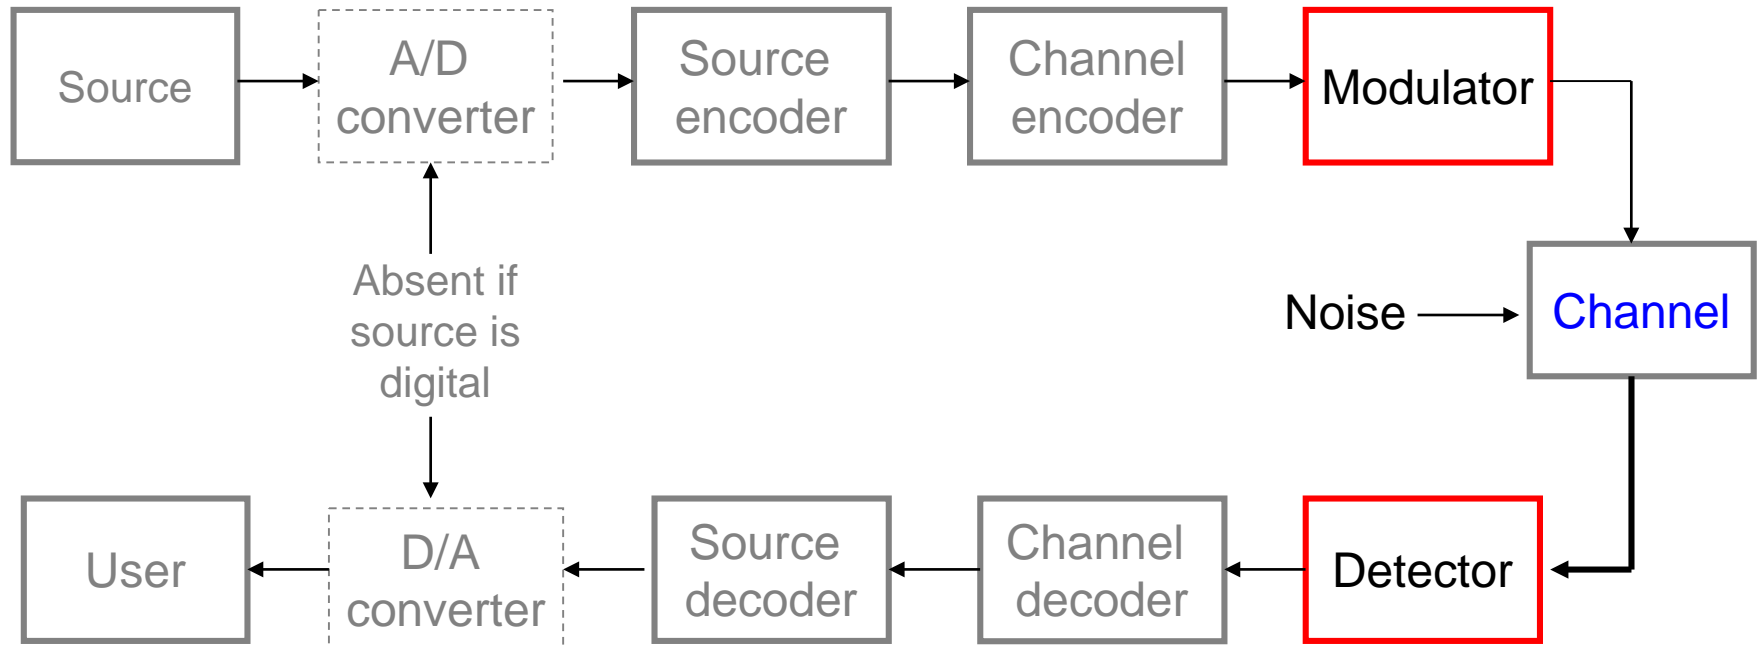 Source
A/D
converter
Source
encoder
Channel
encoder
Modulator
Absent if
source is
digital
Noise
Channel
User
D/A
converter
Source
decoder
Channel
decoder
Detector